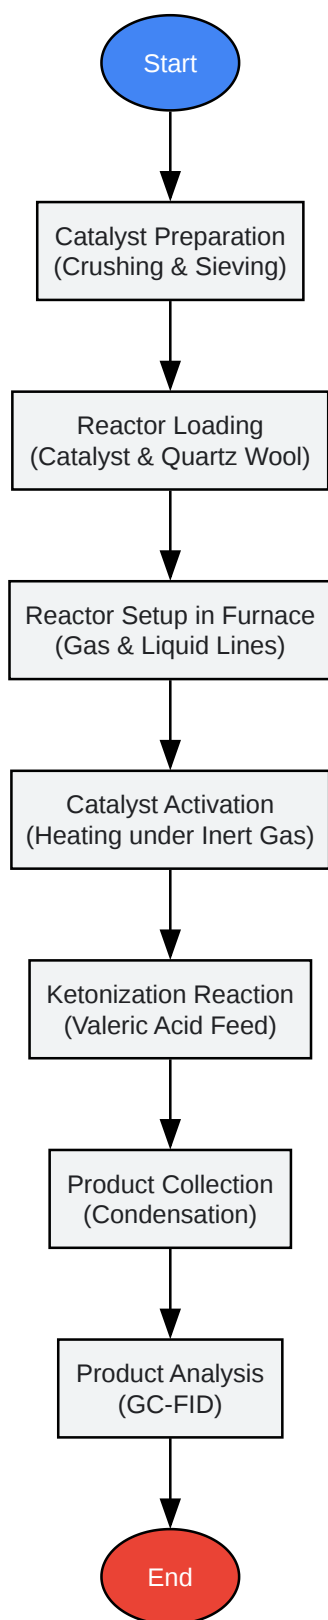 Start
Catalyst Preparation
(Crushing & Sieving)
Reactor Loading
(Catalyst & Quartz Wool)
Reactor Setup in Furnace
(Gas & Liquid Lines)
Catalyst Activation
(Heating under Inert Gas)
Ketonization Reaction
(Valeric Acid Feed)
Product Collection
(Condensation)
Product Analysis
(GC-FID)
End